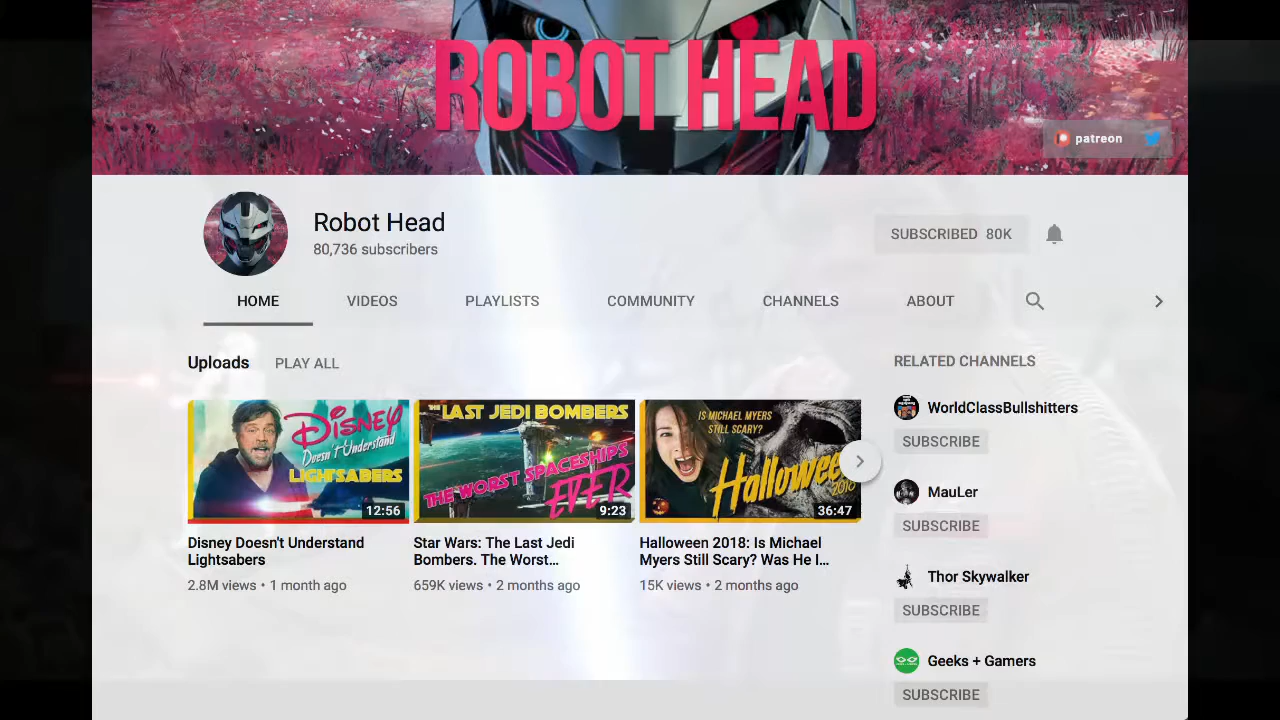 ROBOT HEAD
patreon
Robot Head
80,736 subscribers
SUBSCRIBED 80K
HOME VIDEOS PLAYLISTS COMMUNITY CHANNELS ABOUT
Uploads PLAY ALL
DISNEY
Doesn't Understand
LIGHTSABERS
12:56
Disney Doesn't Understand
Lightsabers
2.8M views • 1 month ago
THE LAST JEDI BOMBERS
THE WORST SPACESHIPS
EVER
9:23
Star Wars: The Last Jedi
Bombers. The Worst...
659K views • 2 months ago
IS MICHAEL MYERS
STILL SCARY?
Halloween
2018
36:47
Halloween 2018: Is Michael
Myers Still Scary? Was He I...
15K views • 2 months ago
RELATED CHANNELS
WorldClassBullshitters
SUBSCRIBE
MauLer
SUBSCRIBE
Thor Skywalker
SUBSCRIBE
Geeks + Gamers
SUBSCRIBE